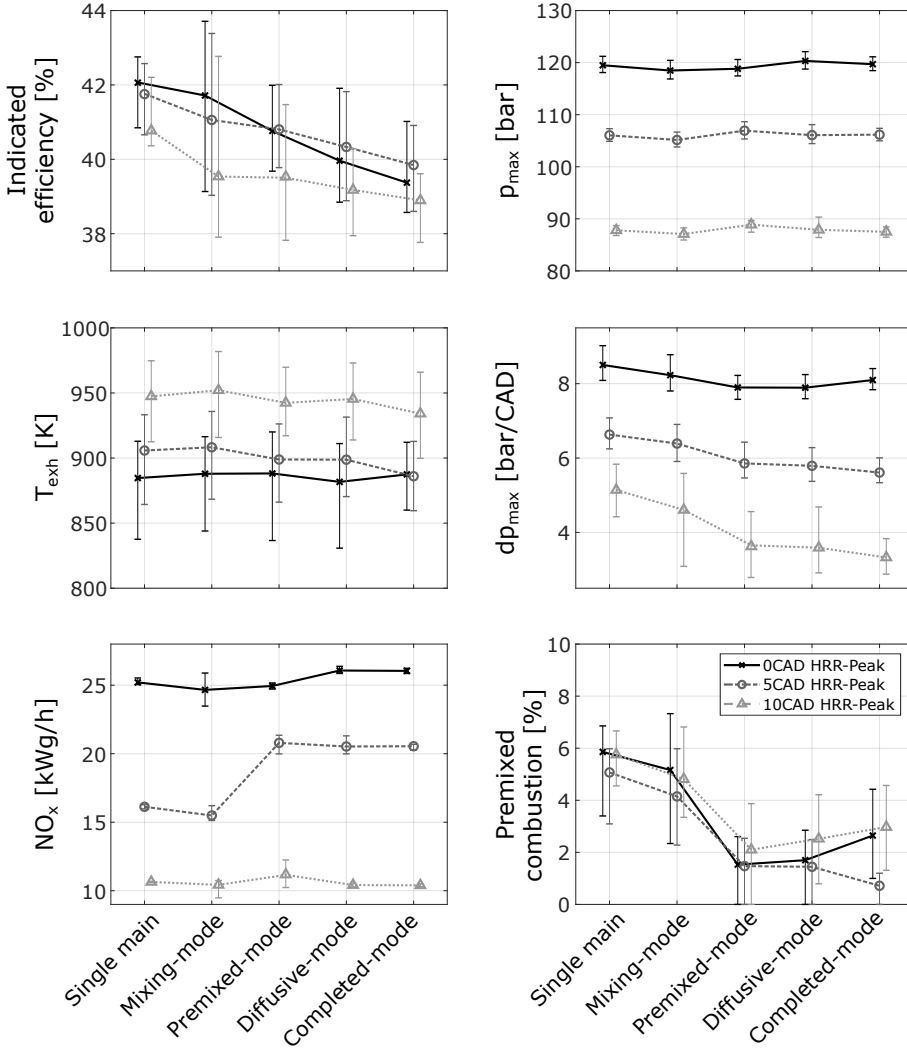 44
42
40
38
Indicated
efficiency [%]
130
120
110
100
90
80
p_max [bar]
1000
950
900
850
800
T_exh [K]
8
6
4
dp_max [bar/CAD]
25
20
15
10
NO_x [kWg/h]
Single main
Mixing-mode
Premixed-mode
Diffusive-mode
Completed-mode
10
8
6
4
2
0
Premixed
combustion [%]
0CAD HRR-Peak
5CAD HRR-Peak
10CAD HRR-Peak
Single main
Mixing-mode
Premixed-mode
Diffusive-mode
Completed-mode